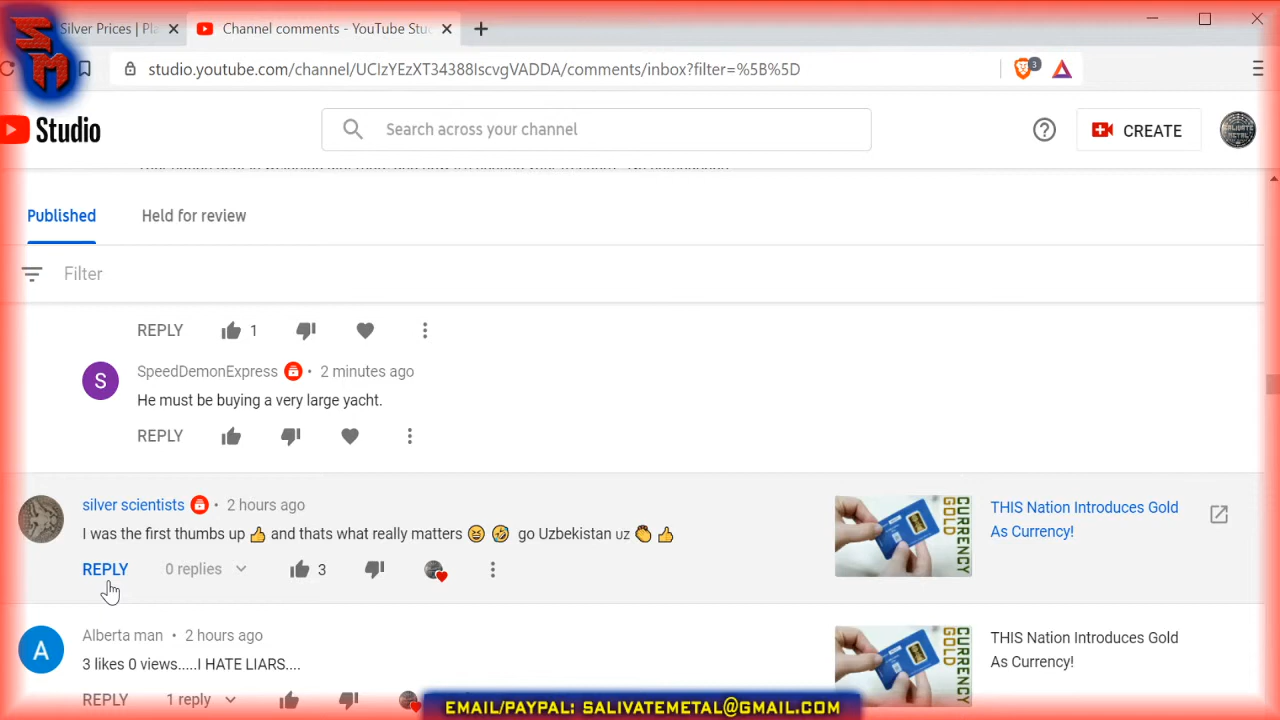 SM
Silver Prices | Pla
Channel comments - YouTube Stu
studio.youtube.com/channel/UCIzYEzXT34388IscvgVADDA/comments/inbox?filter=%5B%5D
3
Studio
Search across your channel
CREATE
SALIVATE METAL
Published
Held for review
Filter
REPLY 1
S
SpeedDemonExpress • 2 minutes ago
He must be buying a very large yacht.
REPLY
silver scientists • 2 hours ago
I was the first thumbs up 👍 and thats what really matters 😆 🤣 go Uzbekistan uz 👏 👍
REPLY 0 replies 3
CURRENCY GOLD
THIS Nation Introduces Gold
As Currency!
A
Alberta man • 2 hours ago
3 likes 0 views.....I HATE LIARS....
REPLY 1 reply
CURRENCY GOLD
THIS Nation Introduces Gold
As Currency!
EMAIL/PAYPAL: SALIVATEMETAL@GMAIL.COM